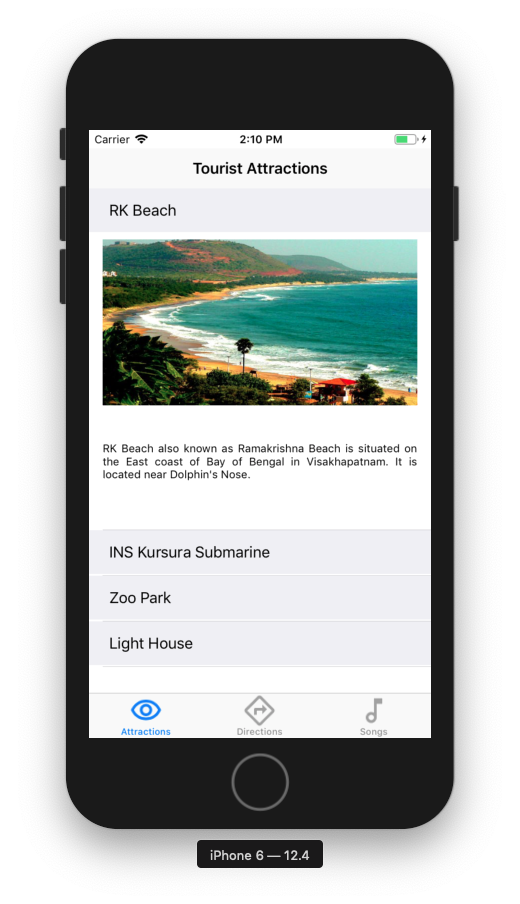 Carrier 2:10 PM
Tourist Attractions
RK Beach
RK Beach also known as Ramakrishna Beach is situated on
the East coast of Bay of Bengal in Visakhapatnam. It is
located near Dolphin's Nose.
INS Kursura Submarine
Zoo Park
Light House
Attractions Directions Songs
iPhone 6 — 12.4